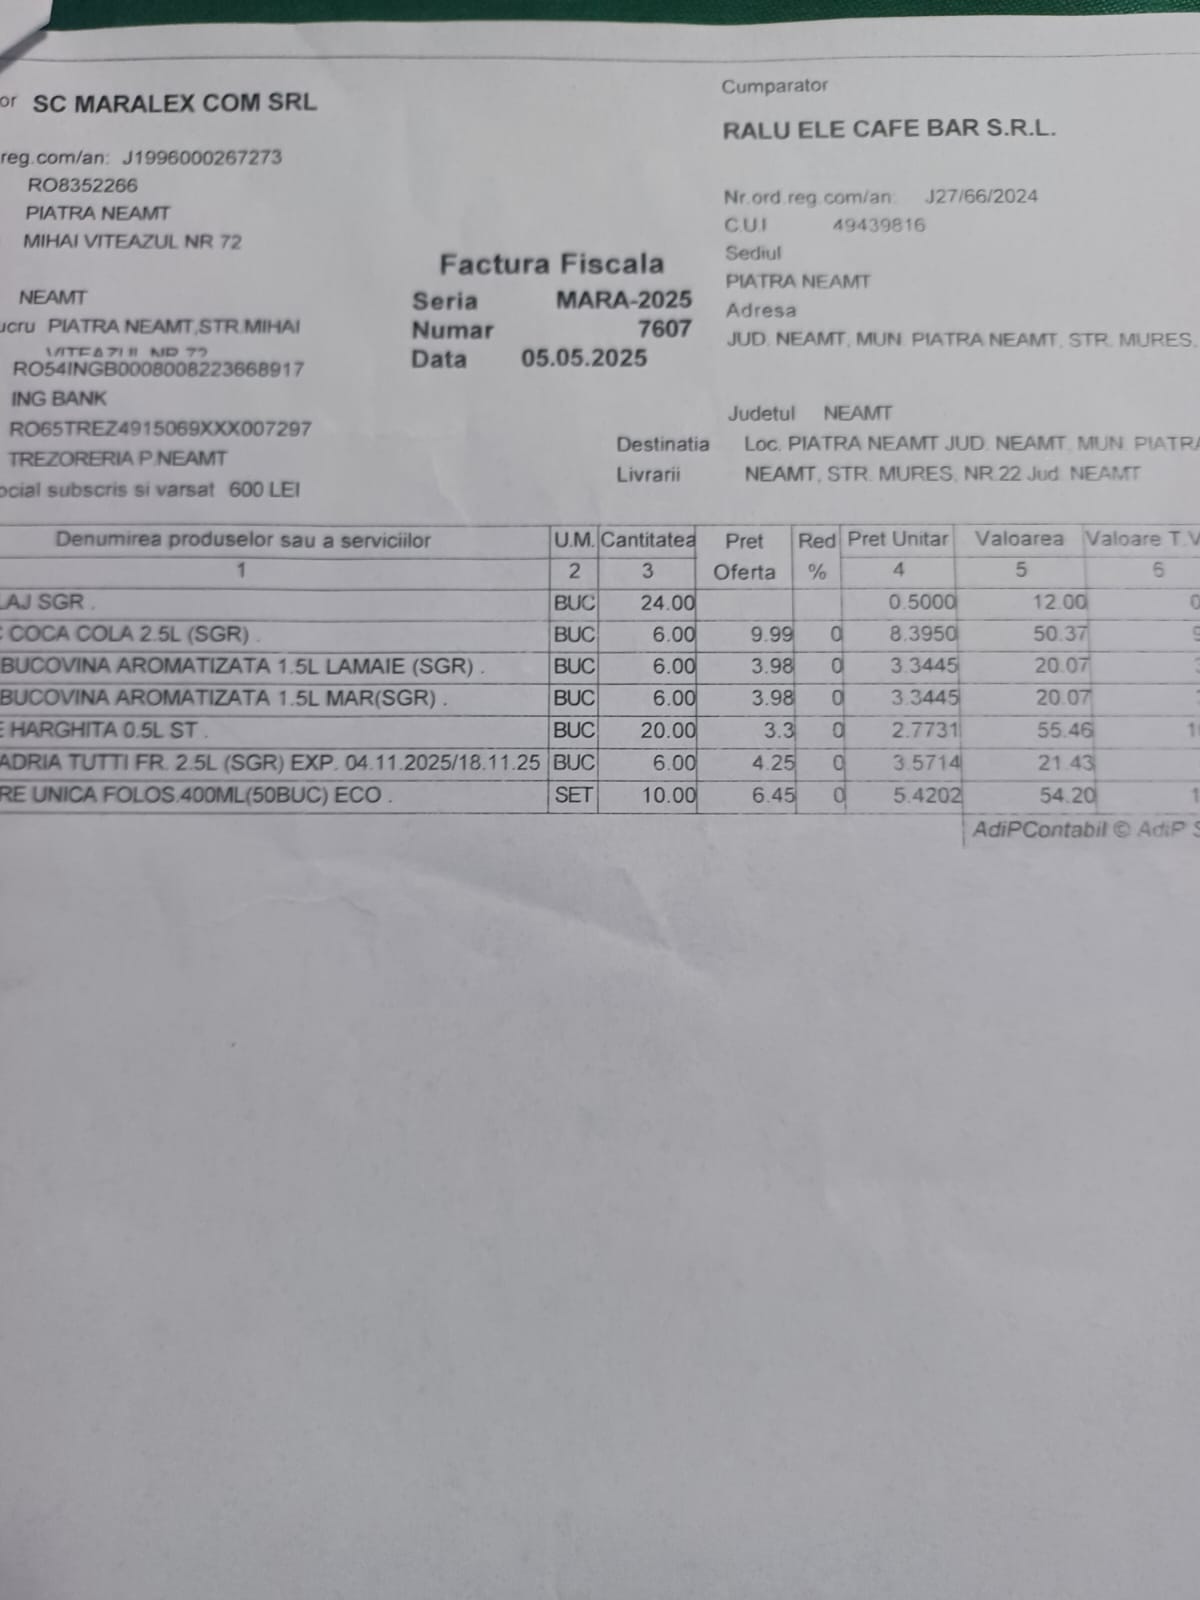 or SC MARALEX COM SRL
reg.com/an: J1996000267273
RO8352266
PIATRA NEAMT
MIHAI VITEAZUL NR 72
NEAMT
ucru PIATRA NEAMT,STR.MIHAI
VITEAZUL NR 72
RO54INGB0008008223668917
ING BANK
RO65TREZ4915069XXX007297
TREZORERIA P.NEAMT
ocial subscris si varsat 600 LEI
Factura Fiscala
Seria MARA-2025
Numar 7607
Data 05.05.2025
Cumparator
RALU ELE CAFE BAR S.R.L.
Nr.ord.reg.com/an: J27/66/2024
C.U.I 49439816
Sediul
PIATRA NEAMT
Adresa
JUD. NEAMT, MUN. PIATRA NEAMT, STR. MURES,
Judetul NEAMT
Destinatia Loc. PIATRA NEAMT JUD. NEAMT, MUN. PIATRA
Livrarii NEAMT, STR. MURES, NR.22 Jud. NEAMT
Denumirea produselor sau a serviciilor U.M. Cantitatea Pret Oferta Red % Pret Unitar Valoarea Valoare T.V
1 2 3 4 5 6
LAJ SGR . BUC 24.00 0.5000 12.00 0
COCA COLA 2.5L (SGR) . BUC 6.00 9.99 0 8.3950 50.37 9
BUCOVINA AROMATIZATA 1.5L LAMAIE (SGR) . BUC 6.00 3.98 0 3.3445 20.07
BUCOVINA AROMATIZATA 1.5L MAR(SGR) . BUC 6.00 3.98 0 3.3445 20.07
E HARGHITA 0.5L ST . BUC 20.00 3.3 0 2.7731 55.46 1
ADRIA TUTTI FR. 2.5L (SGR) EXP. 04.11.2025/18.11.25 BUC 6.00 4.25 0 3.5714 21.43
RE UNICA FOLOS.400ML(50BUC) ECO . SET 10.00 6.45 0 5.4202 54.20 1
AdiPContabil © AdiP S